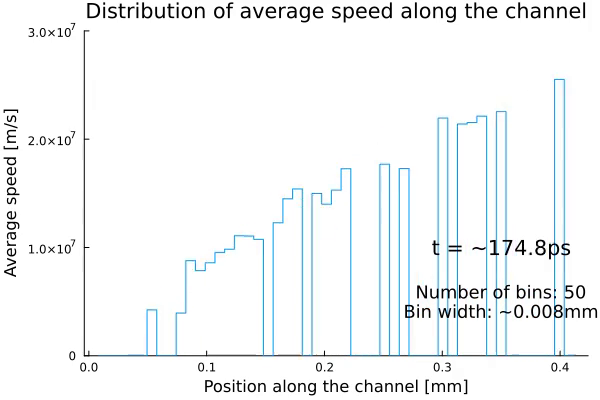 Distribution of average speed along the channel
Average speed [m/s]
3.0×10⁷
2.0×10⁷
1.0×10⁷
0
t = ~174.8ps
Number of bins: 50
Bin width: ~0.008mm
0.0 0.1 0.2 0.3 0.4
Position along the channel [mm]